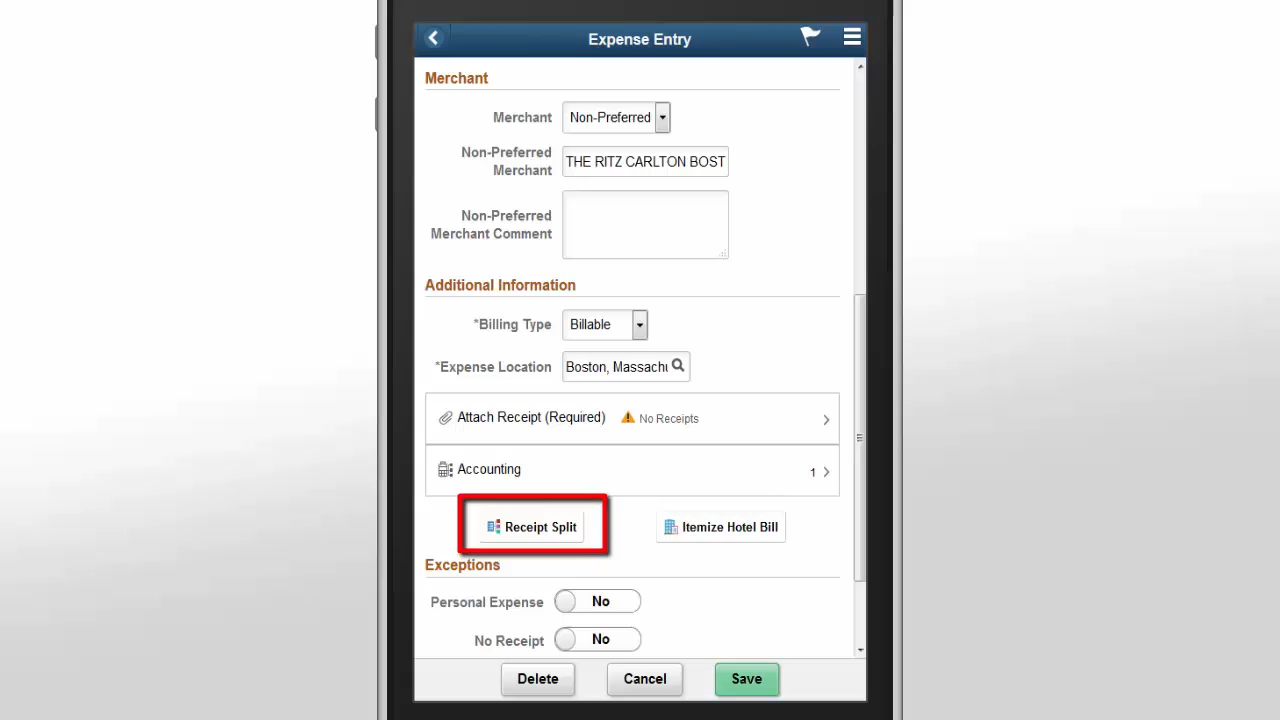 Expense Entry
Merchant
Merchant Non-Preferred
Non-Preferred
Merchant
THE RITZ CARLTON BOST
Non-Preferred
Merchant Comment
Additional Information
*Billing Type Billable
*Expense Location Boston, Massachu
Attach Receipt (Required) No Receipts
Accounting 1
Receipt Split Itemize Hotel Bill
Exceptions
Personal Expense No
No Receipt No
Delete Cancel Save